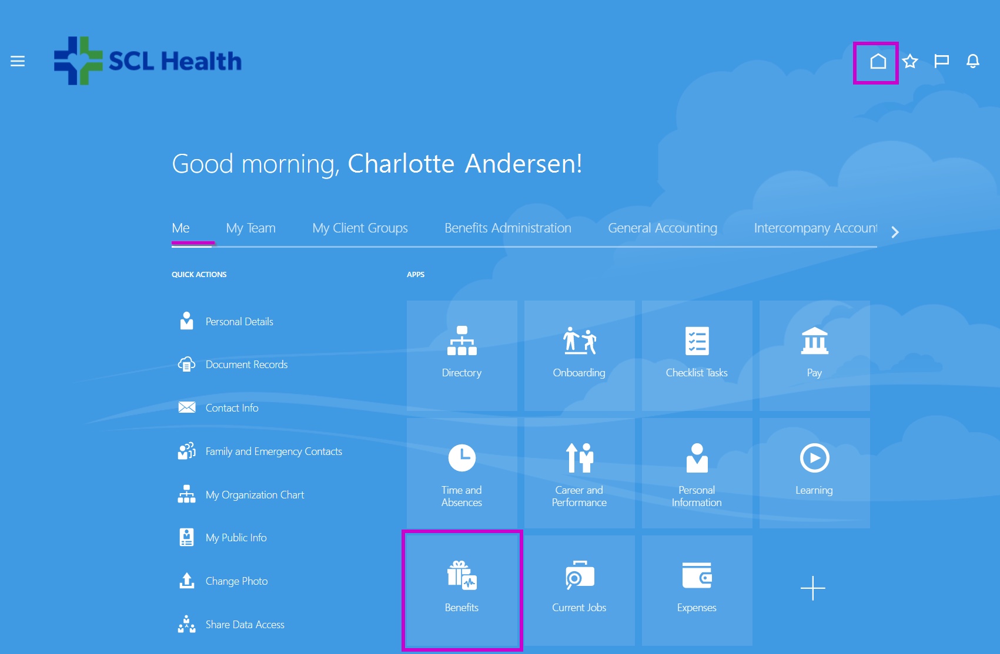 SCL Health
Good morning, Charlotte Andersen!
Me
My Team
My Client Groups
Benefits Administration
General Accounting
Intercompany Account
QUICK ACTIONS
Personal Details
Document Records
Contact Info
Family and Emergency Contacts
My Organization Chart
My Public Info
Change Photo
Share Data Access
APPS
Directory
Onboarding
Checklist Tasks
Pay
Time and
Absences
Career and
Performance
Personal
Information
Learning
Benefits
Current Jobs
Expenses